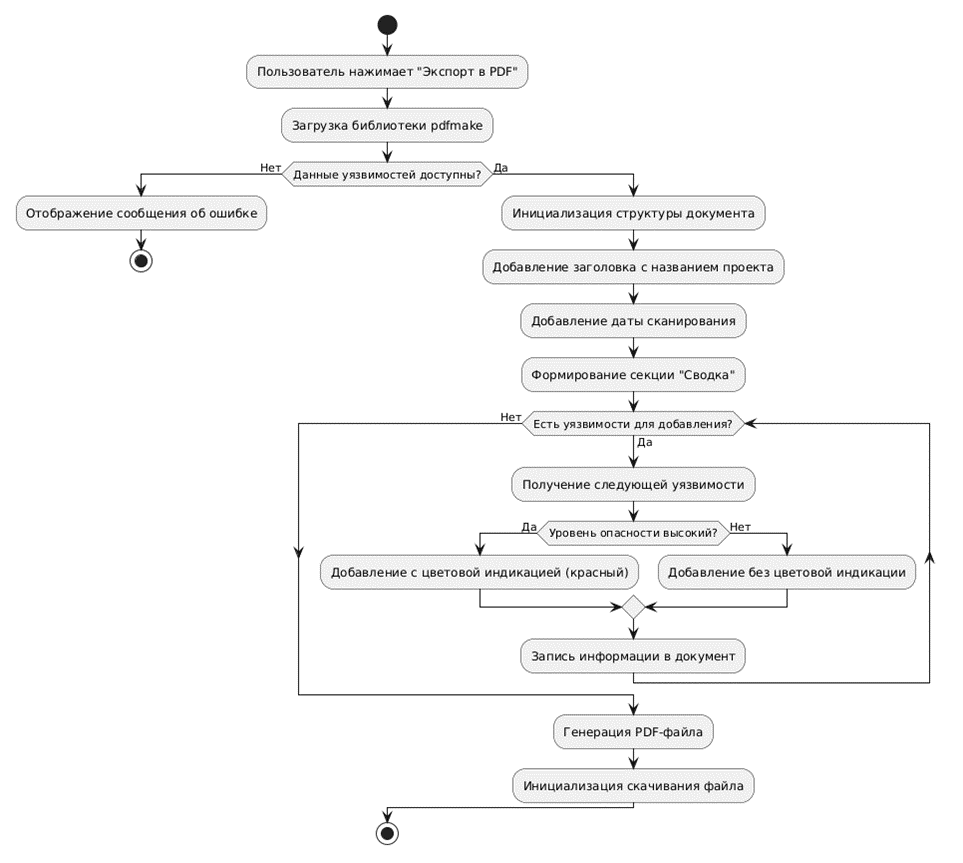 Пользователь нажимает "Экспорт в PDF"
Загрузка библиотеки pdfmake
Нет
Данные уязвимостей доступны?
Да
Отображение сообщения об ошибке
Инициализация структуры документа
Добавление заголовка с названием проекта
Добавление даты сканирования
Формирование секции "Сводка"
Нет
Есть уязвимости для добавления?
Да
Получение следующей уязвимости
Да
Уровень опасности высокий?
Нет
Добавление с цветовой индикацией (красный)
Добавление без цветовой индикации
Запись информации в документ
Генерация PDF-файла
Инициализация скачивания файла